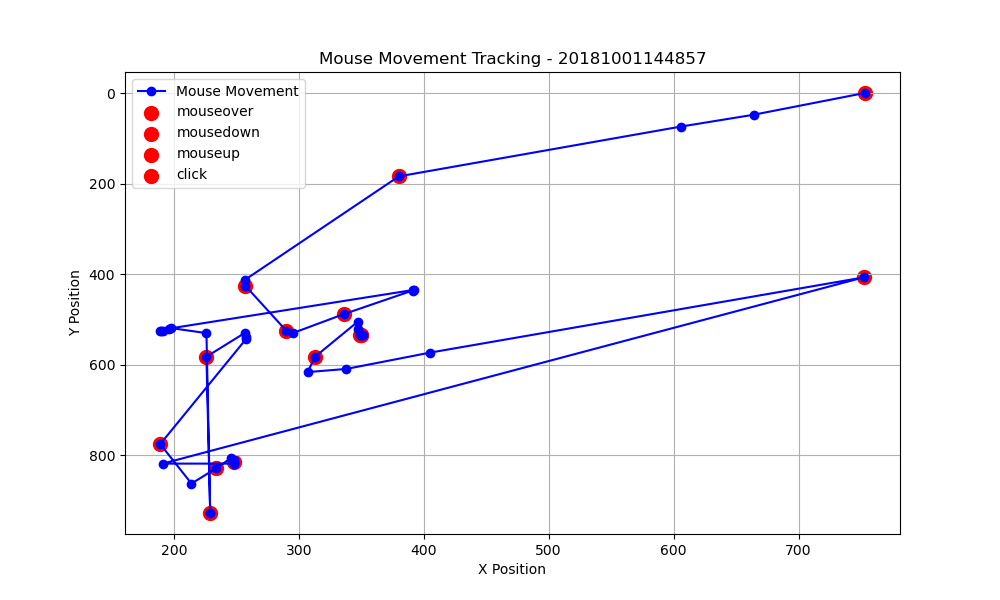 Mouse Movement Tracking - 20181001144857
Mouse Movement
mouseover
mousedown
mouseup
click
0
200
400
600
800
Y Position
200 300 400 500 600 700
X Position